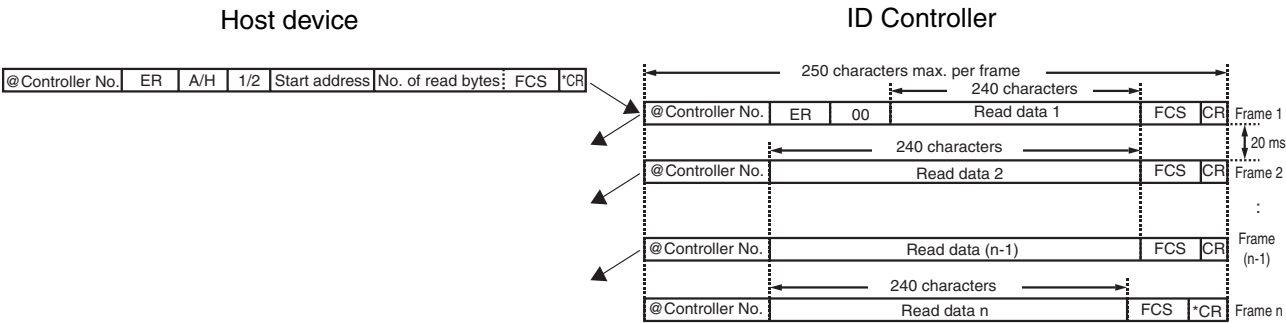 Host device
ID Controller
@Controller No. ER A/H 1/2 Start address No. of read bytes FCS *CR
250 characters max. per frame
240 characters
@Controller No. ER 00 Read data 1 FCS CR Frame 1
20 ms
240 characters
@Controller No. Read data 2 FCS CR Frame 2
:
@Controller No. Read data (n-1) FCS CR Frame
(n-1)
240 characters
@Controller No. Read data n FCS *CR Frame n